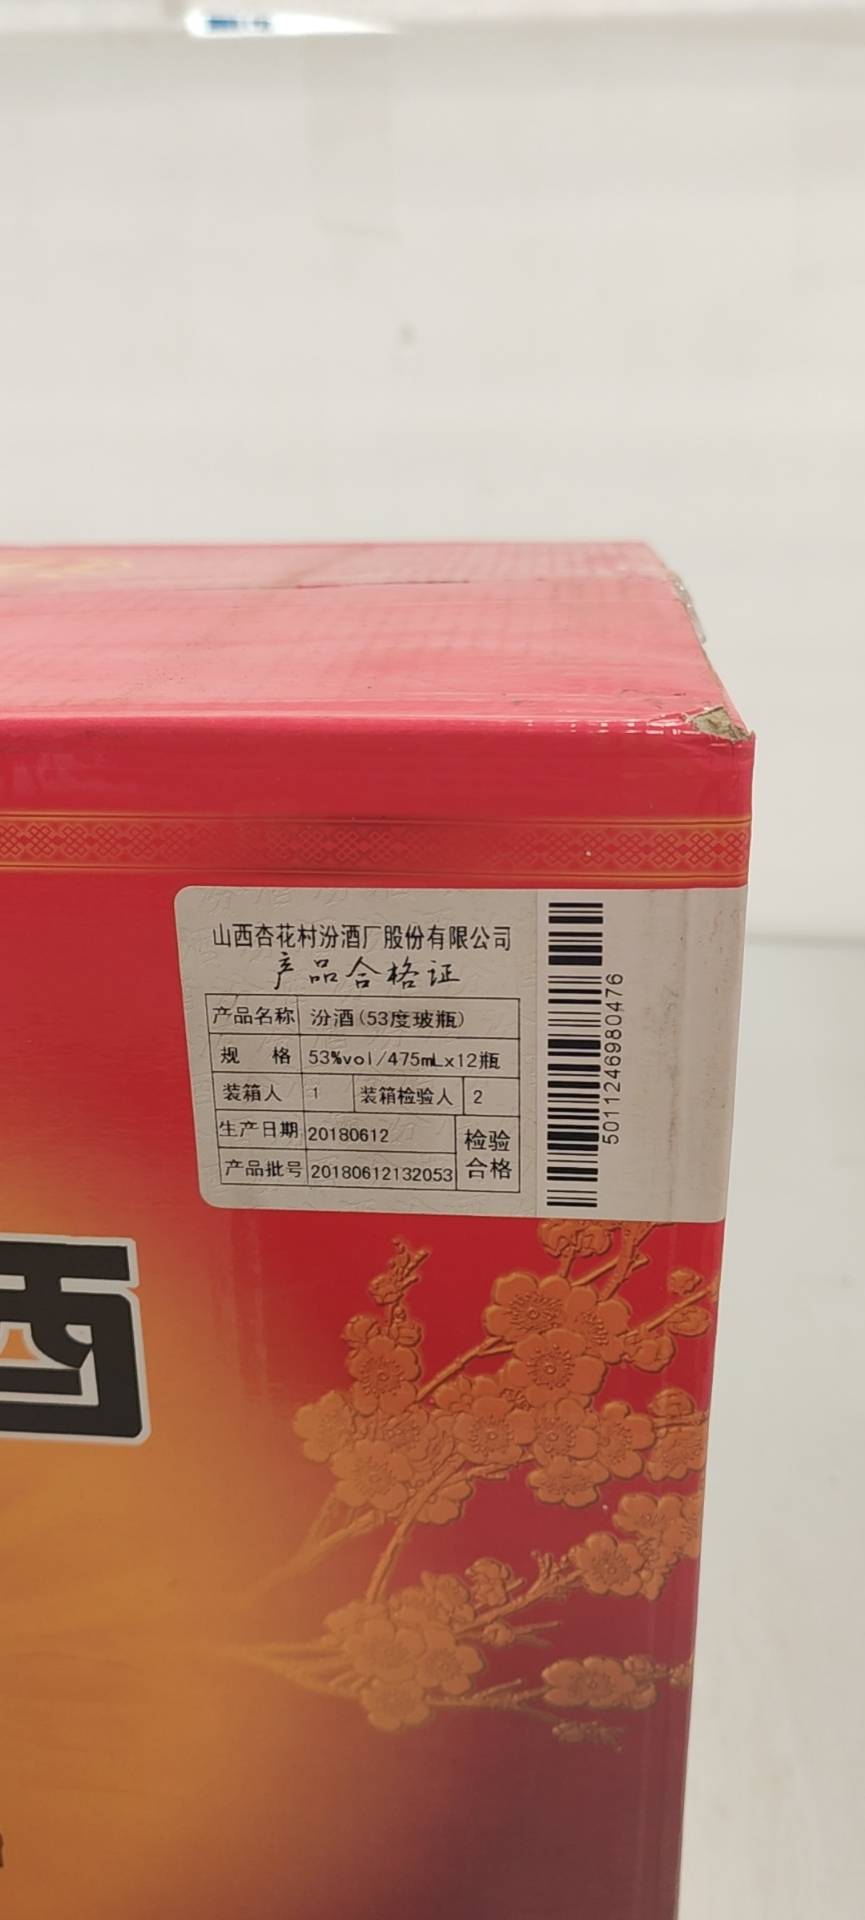 山西杏花村汾酒厂股份有限公司
产品合格证
产品名称 汾酒(53度玻瓶)
规 格 53%vol/475mLx12瓶
装箱人 1 装箱检验人 2
生产日期 20180612 检验
产品批号 20180612132053 合格
5011246980476
酒